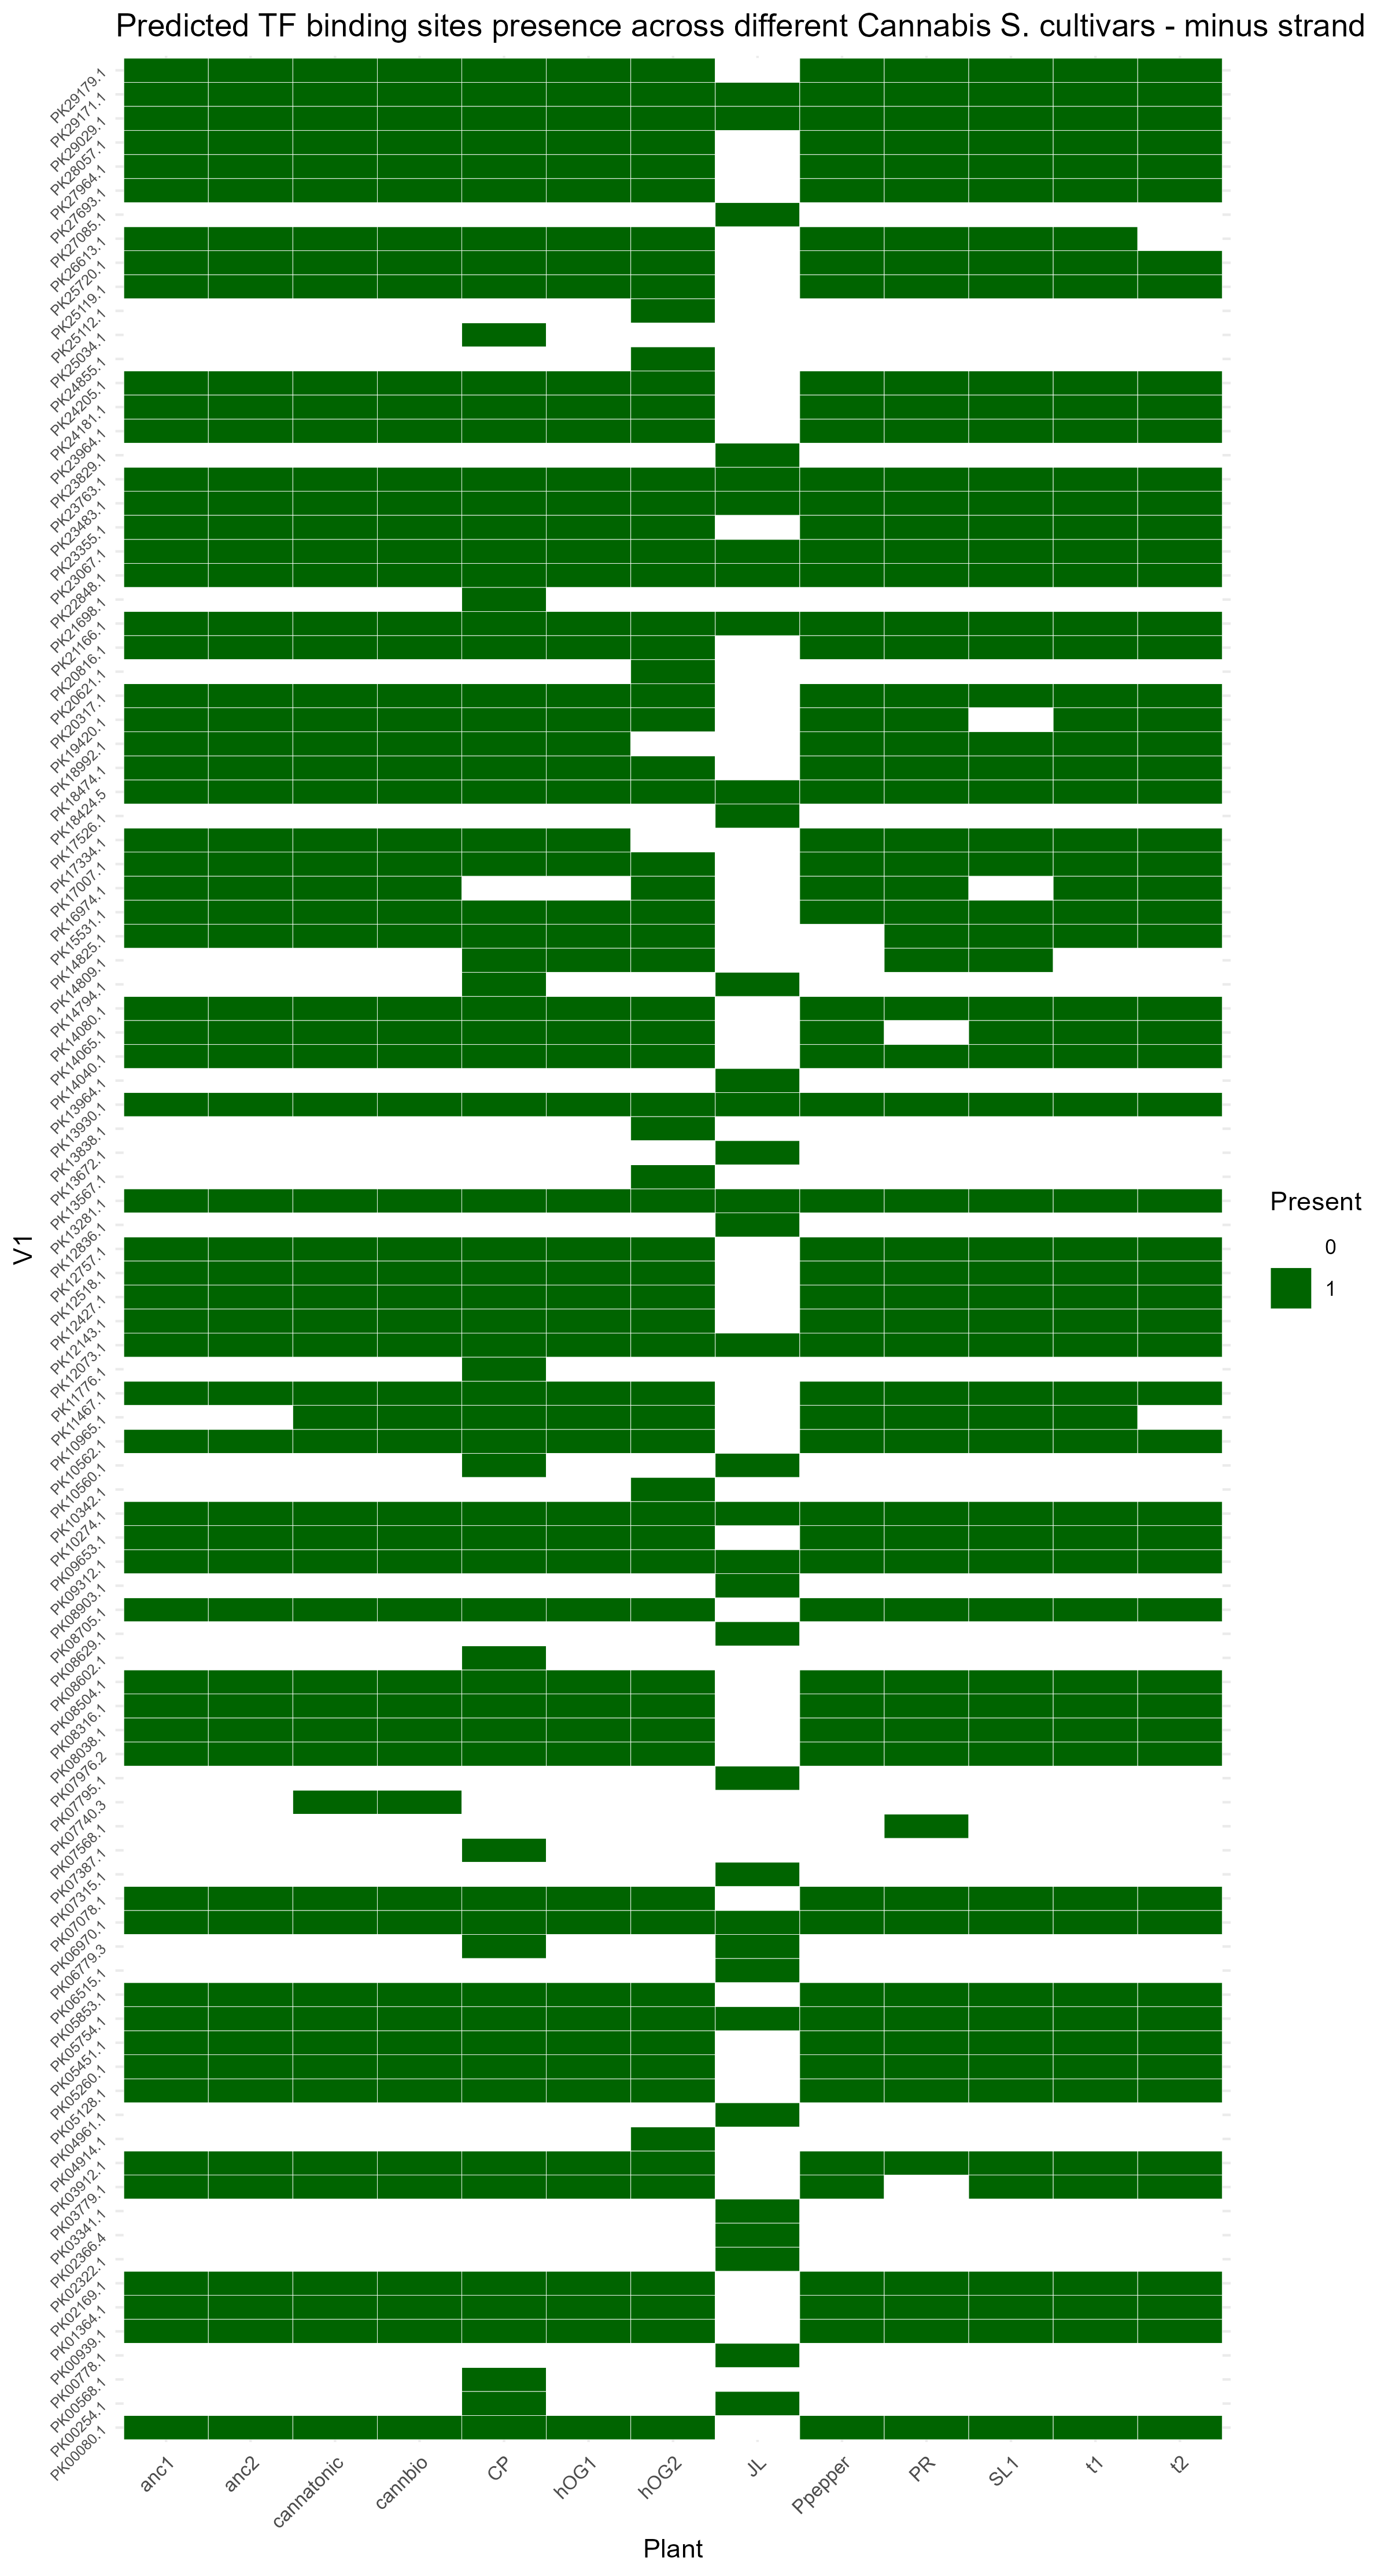 Predicted TF binding sites presence across different Cannabis S. cultivars - minus strand
PK29179.1
PK29171.1
PK29029.1
PK28057.1
PK27964.1
PK27693.1
PK27085.1
PK26613.1
PK25720.1
PK25119.1
PK25112.1
PK25034.1
PK24855.1
PK24205.1
PK24181.1
PK23964.1
PK23829.1
PK23763.1
PK23483.1
PK23355.1
PK23067.1
PK22848.1
PK21698.1
PK21166.1
PK20816.1
PK20621.1
PK20317.1
PK19420.1
PK18992.1
PK18474.1
PK18424.5
PK17526.1
PK17334.1
PK17007.1
PK16974.1
PK15531.1
PK14825.1
PK14809.1
PK14794.1
PK14080.1
PK14065.1
PK14040.1
PK13964.1
PK13930.1
PK13838.1
PK13672.1
PK13567.1
PK13281.1
PK12836.1
PK12757.1
PK12518.1
PK12427.1
PK12143.1
PK12073.1
PK11776.1
PK11467.1
PK10965.1
PK10562.1
PK10560.1
PK10342.1
PK10274.1
PK09653.1
PK09312.1
PK08903.1
PK08705.1
PK08629.1
PK08602.1
PK08504.1
PK08316.1
PK08038.1
PK07976.2
PK07795.1
PK07740.3
PK07568.1
PK07387.1
PK07315.1
PK07078.1
PK06970.1
PK06779.3
PK06515.1
PK05853.1
PK05754.1
PK05451.1
PK05260.1
PK05128.1
PK04961.1
PK04914.1
PK03912.1
PK03779.1
PK03341.1
PK02366.4
PK02322.1
PK02169.1
PK01364.1
PK00939.1
PK00778.1
PK00568.1
PK00254.1
PK00080.1
V1
anc1
anc2
cannatonic
cannbio
CP
hOG1
hOG2
JL
Ppepper
PR
SL1
t1
t2
Plant
Present
0
1